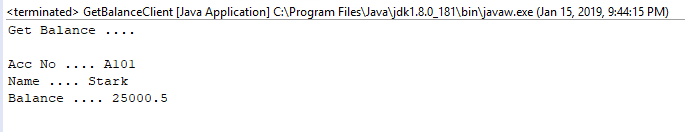 <terminated> GetBalanceClient [Java Application] C:\Program Files\Java\jdk1.8.0_181\bin\javaw.exe (Jan 15, 2019, 9:44:15 PM)
Get Balance ....
Acc No .... A101
Name .... Stark
Balance .... 25000.5